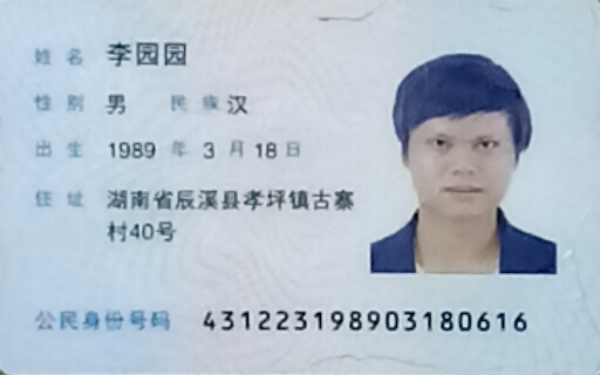 姓名 李园园
性别 男 民族 汉
出生 1989 年 3 月 18 日
住址 湖南省辰溪县孝坪镇古寨
村40号
公民身份号码 431223198903180616